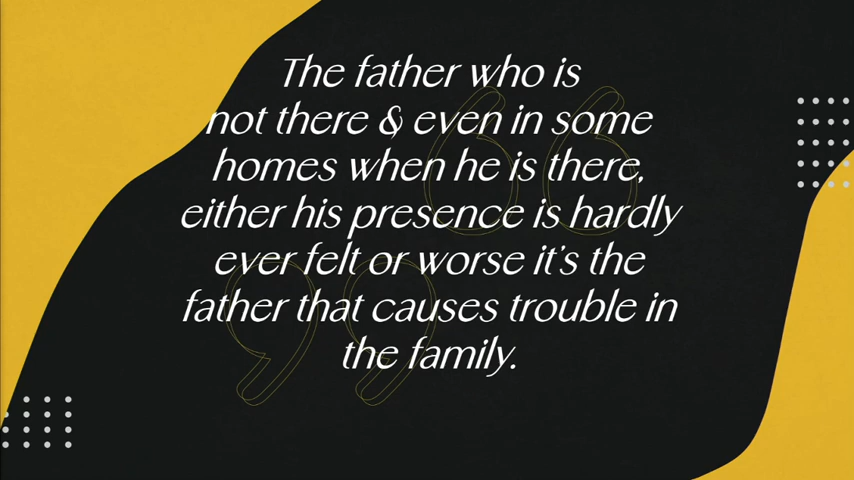 The father who is
not there & even in some
homes when he is there,
either his presence is hardly
ever felt or worse it's the
father that causes trouble in
the family.